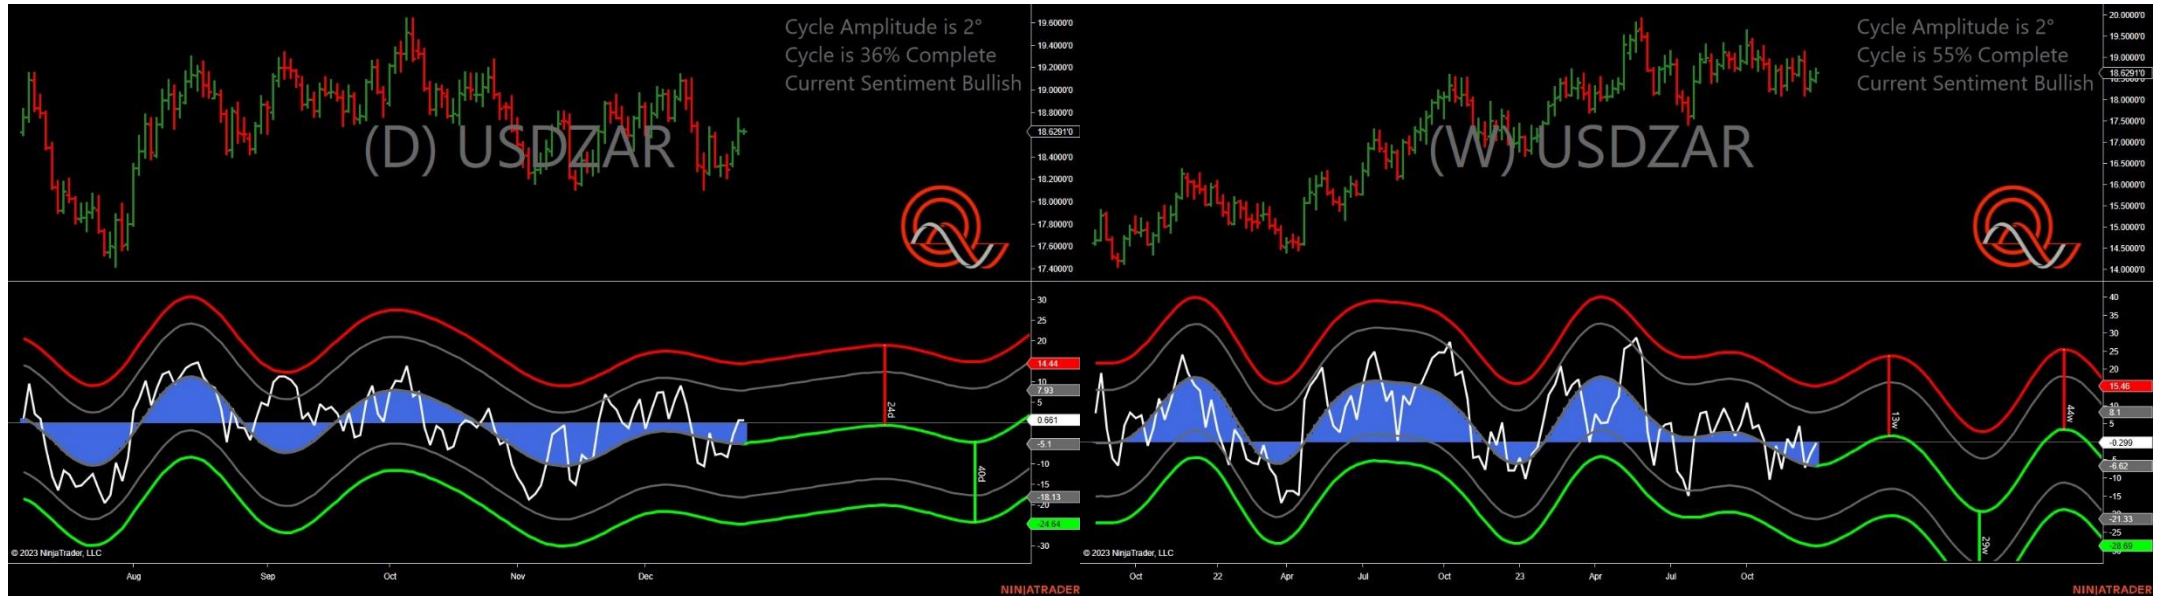 Cycle Amplitude is 2°
Cycle is 36% Complete
Current Sentiment Bullish
(D) USDZAR
19.6000'0
19.4000'0
19.2000'0
19.0000'0
18.8000'0
18.6291'0
18.4000'0
18.2000'0
18.0000'0
17.8000'0
17.6000'0
17.4000'0
30
25
20
14.44
10
7.93
5
0.661
-5.1
-10
-15
-18.13
-20
-24.64
-30
24d
40d
© 2023 NinjaTrader, LLC
Aug
Sep
Oct
Nov
Dec
NINJATRADER
Cycle Amplitude is 2°
Cycle is 55% Complete
Current Sentiment Bullish
(W) USDZAR
20.0000'0
19.5000'0
19.0000'0
18.6291'0
18.0000'0
17.5000'0
17.0000'0
16.5000'0
16.0000'0
15.5000'0
15.0000'0
14.5000'0
14.0000'0
40
35
30
25
20
15.46
8.1
5
-0.299
-6.62
-10
-15
-21.33
-25
-28.69
13w
29w
44w
© 2023 NinjaTrader, LLC
Oct
22
Apr
Jul
Oct
23
Apr
Jul
Oct
NINJATRADER